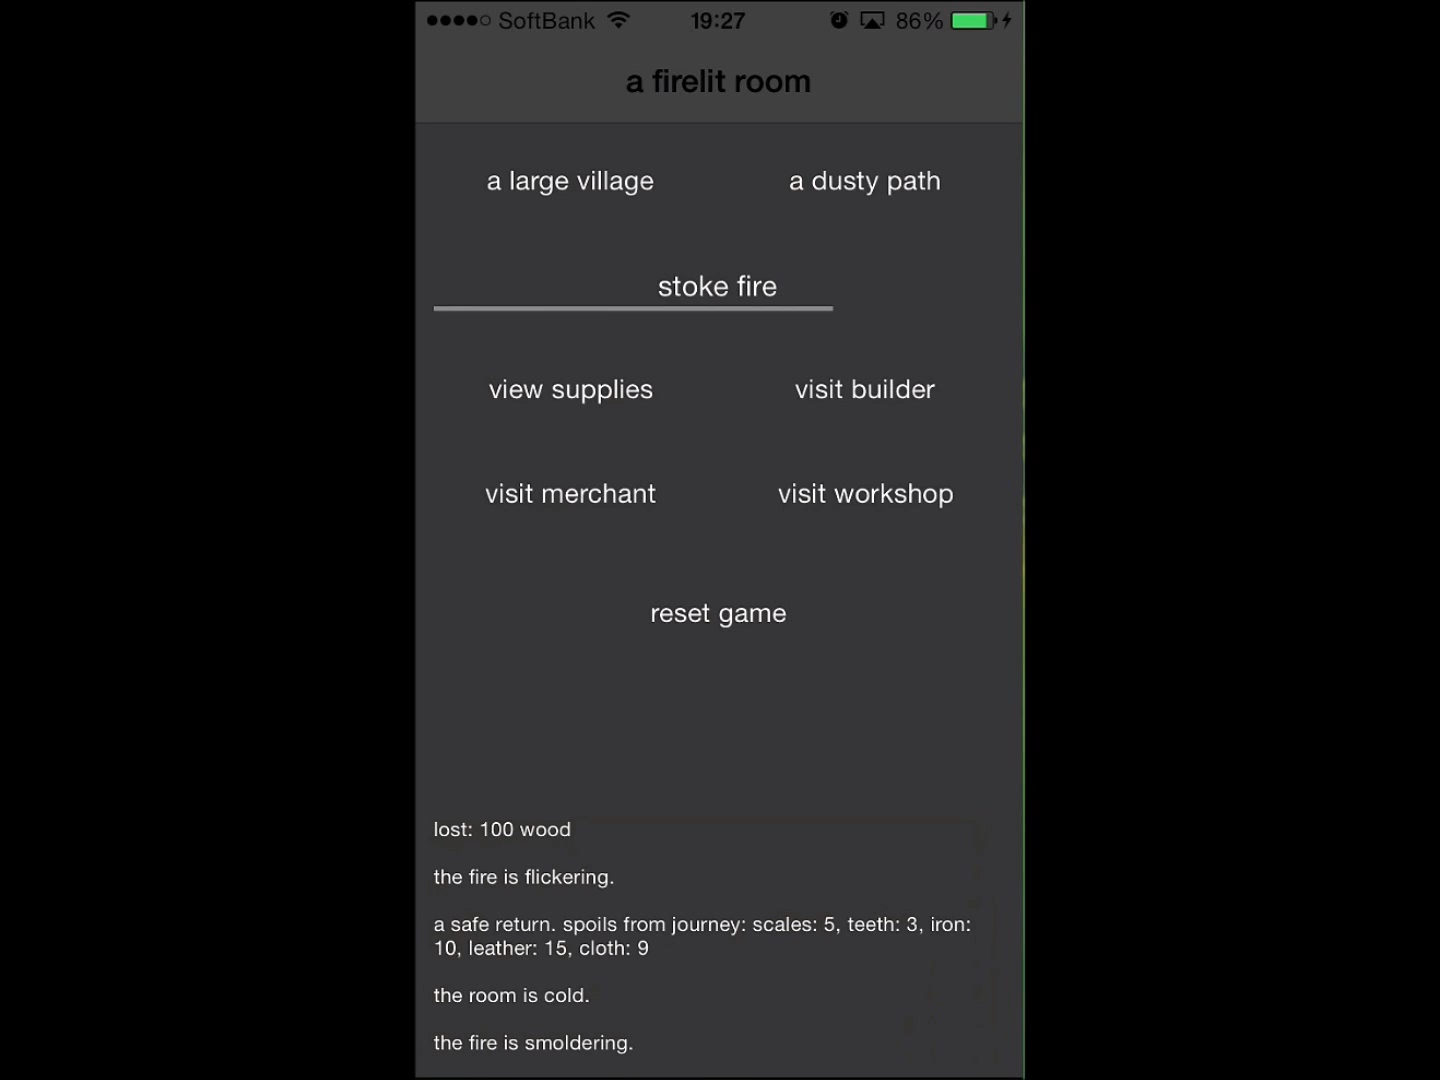 SoftBank 19:27 86%
a firelit room
a large village a dusty path
stoke fire
view supplies visit builder
visit merchant visit workshop
reset game
lost: 100 wood
the fire is flickering.
a safe return. spoils from journey: scales: 5, teeth: 3, iron:
10, leather: 15, cloth: 9
the room is cold.
the fire is smoldering.